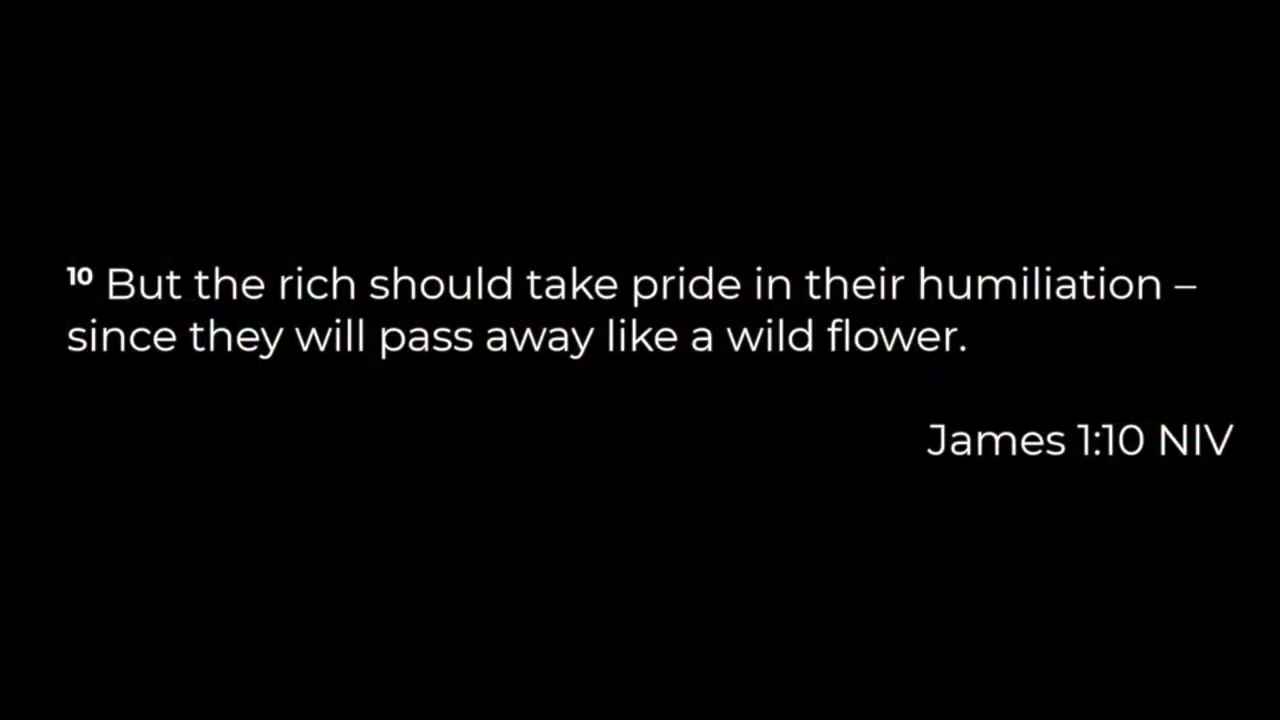 ¹⁰ But the rich should take pride in their humiliation –
since they will pass away like a wild flower.
James 1:10 NIV